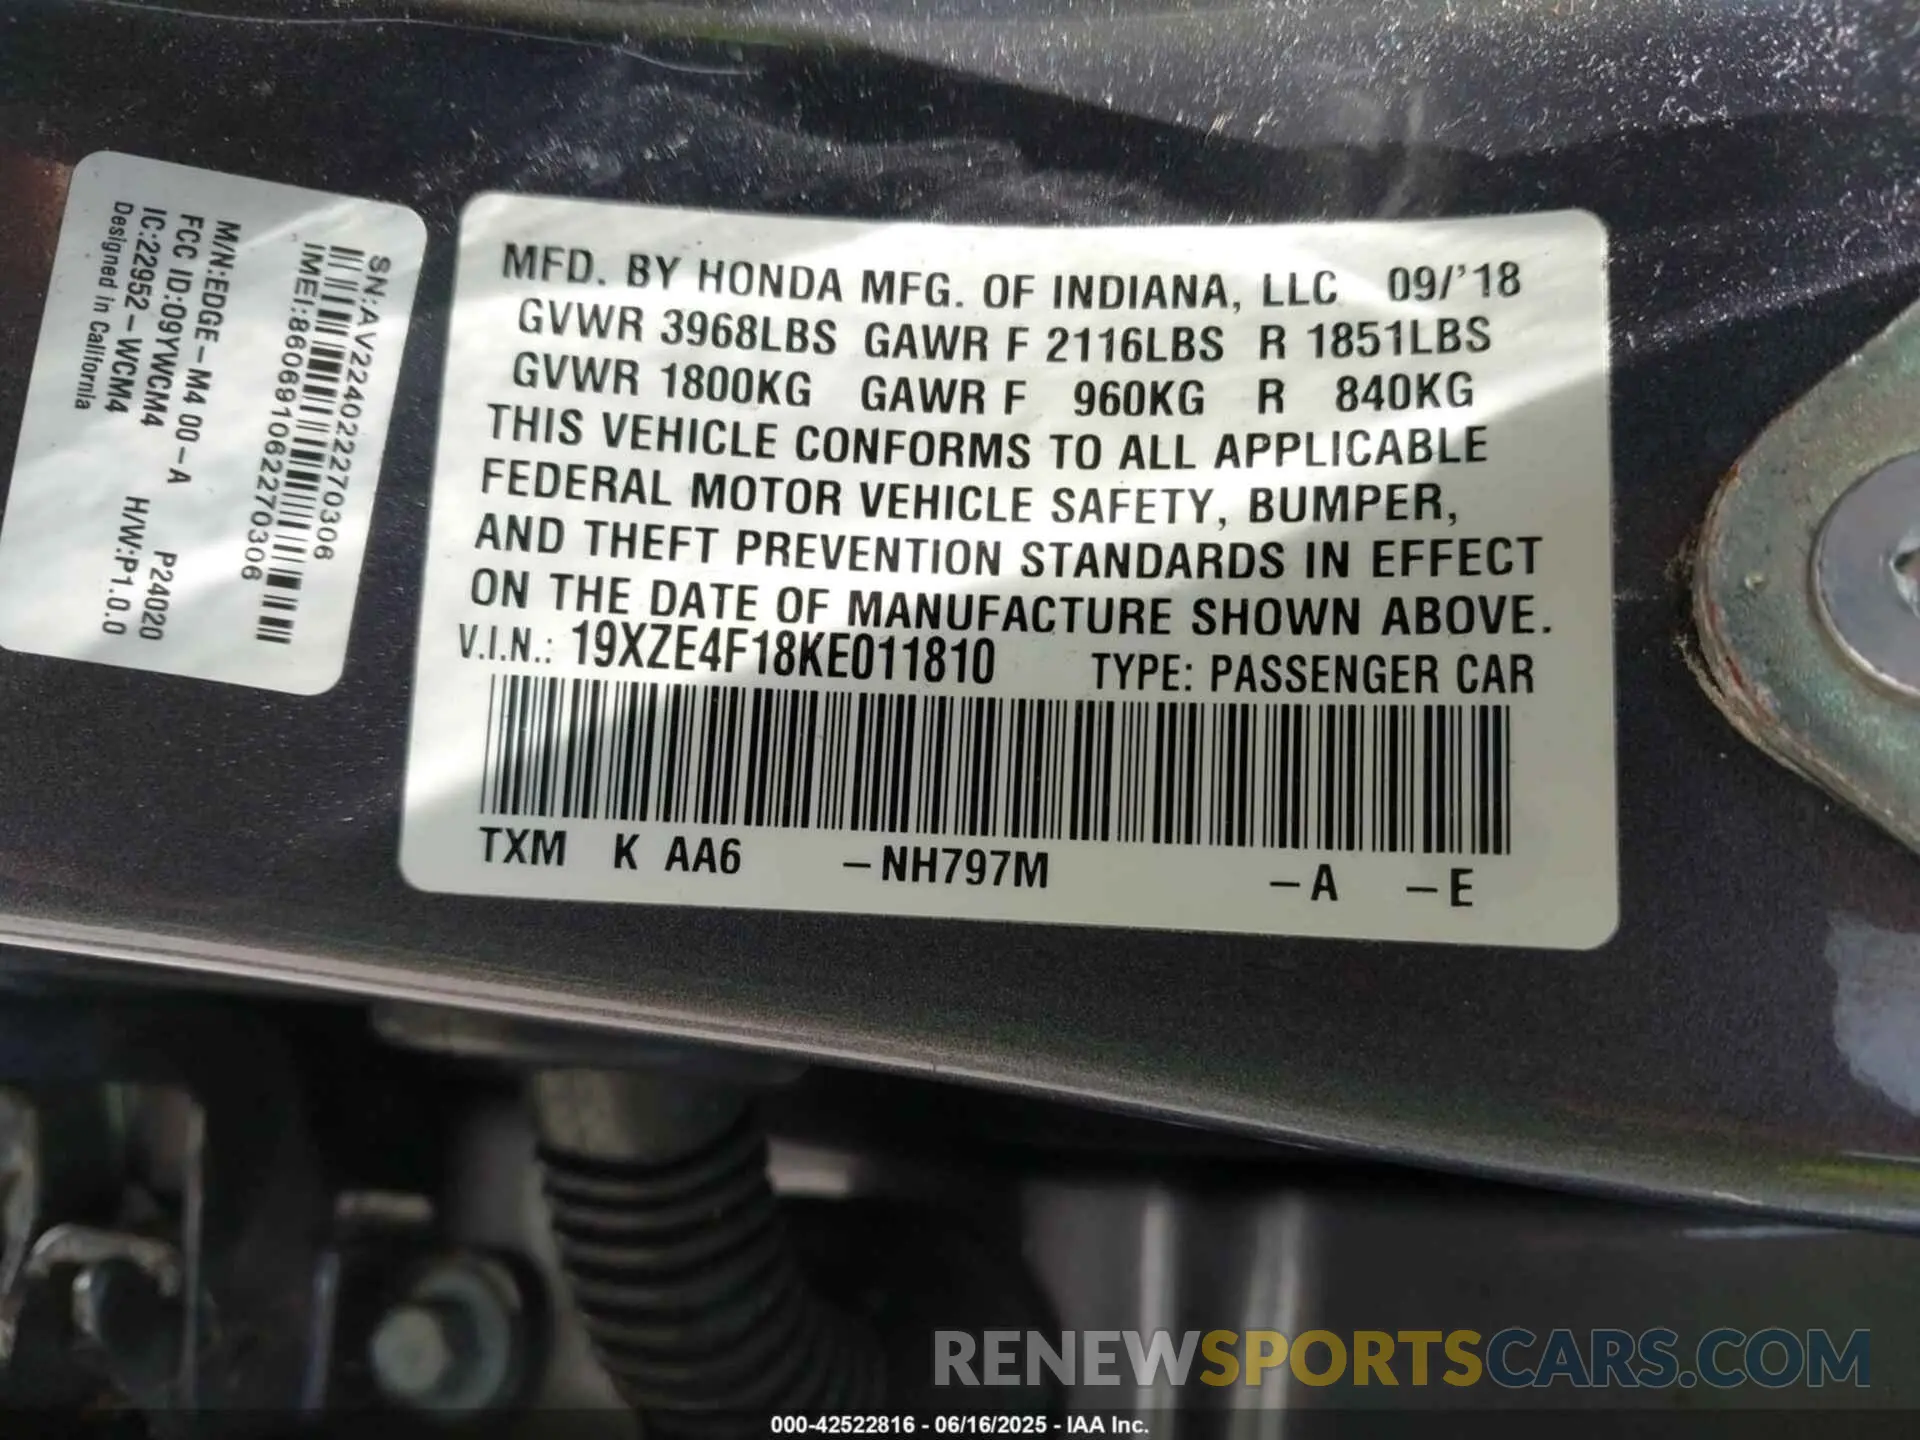 SN:AV2240222270306
IMEI:860691062270306
M/N:EDGE-M4 00-A P24020
FCC ID:O9YWCM4
IC:22952-WCM4 H/W:P1.0.0
Designed in California
MFD. BY HONDA MFG. OF INDIANA, LLC 09/'18
GVWR 3968LBS GAWR F 2116LBS R 1851LBS
GVWR 1800KG GAWR F 960KG R 840KG
THIS VEHICLE CONFORMS TO ALL APPLICABLE
FEDERAL MOTOR VEHICLE SAFETY, BUMPER,
AND THEFT PREVENTION STANDARDS IN EFFECT
ON THE DATE OF MANUFACTURE SHOWN ABOVE.
V.I.N.: 19XZE4F18KE011810 TYPE: PASSENGER CAR
TXM K AA6 -NH797M -A -E
RENEWSPORTSCARS.COM
000-42522816 - 06/16/2025 - IAA Inc.